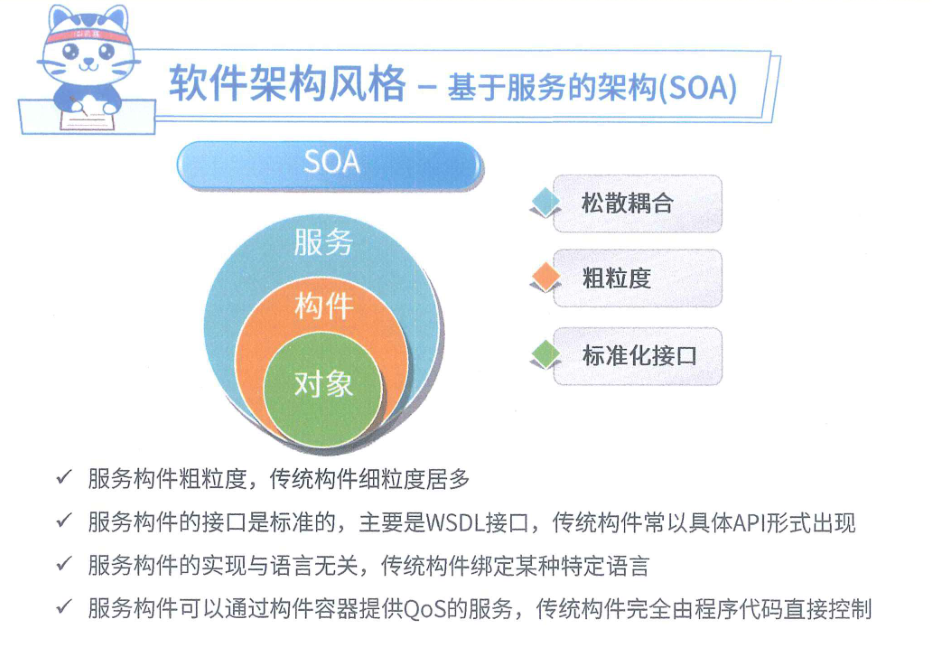 软件架构风格 – 基于服务的架构(SOA)
SOA
服务
构件
对象
松散耦合
粗粒度
标准化接口
✓ 服务构件粗粒度，传统构件细粒度居多
✓ 服务构件的接口是标准的，主要是WSDL接口，传统构件常以具体API形式出现
✓ 服务构件的实现与语言无关，传统构件绑定某种特定语言
✓ 服务构件可以通过构件容器提供QoS的服务，传统构件完全由程序代码直接控制